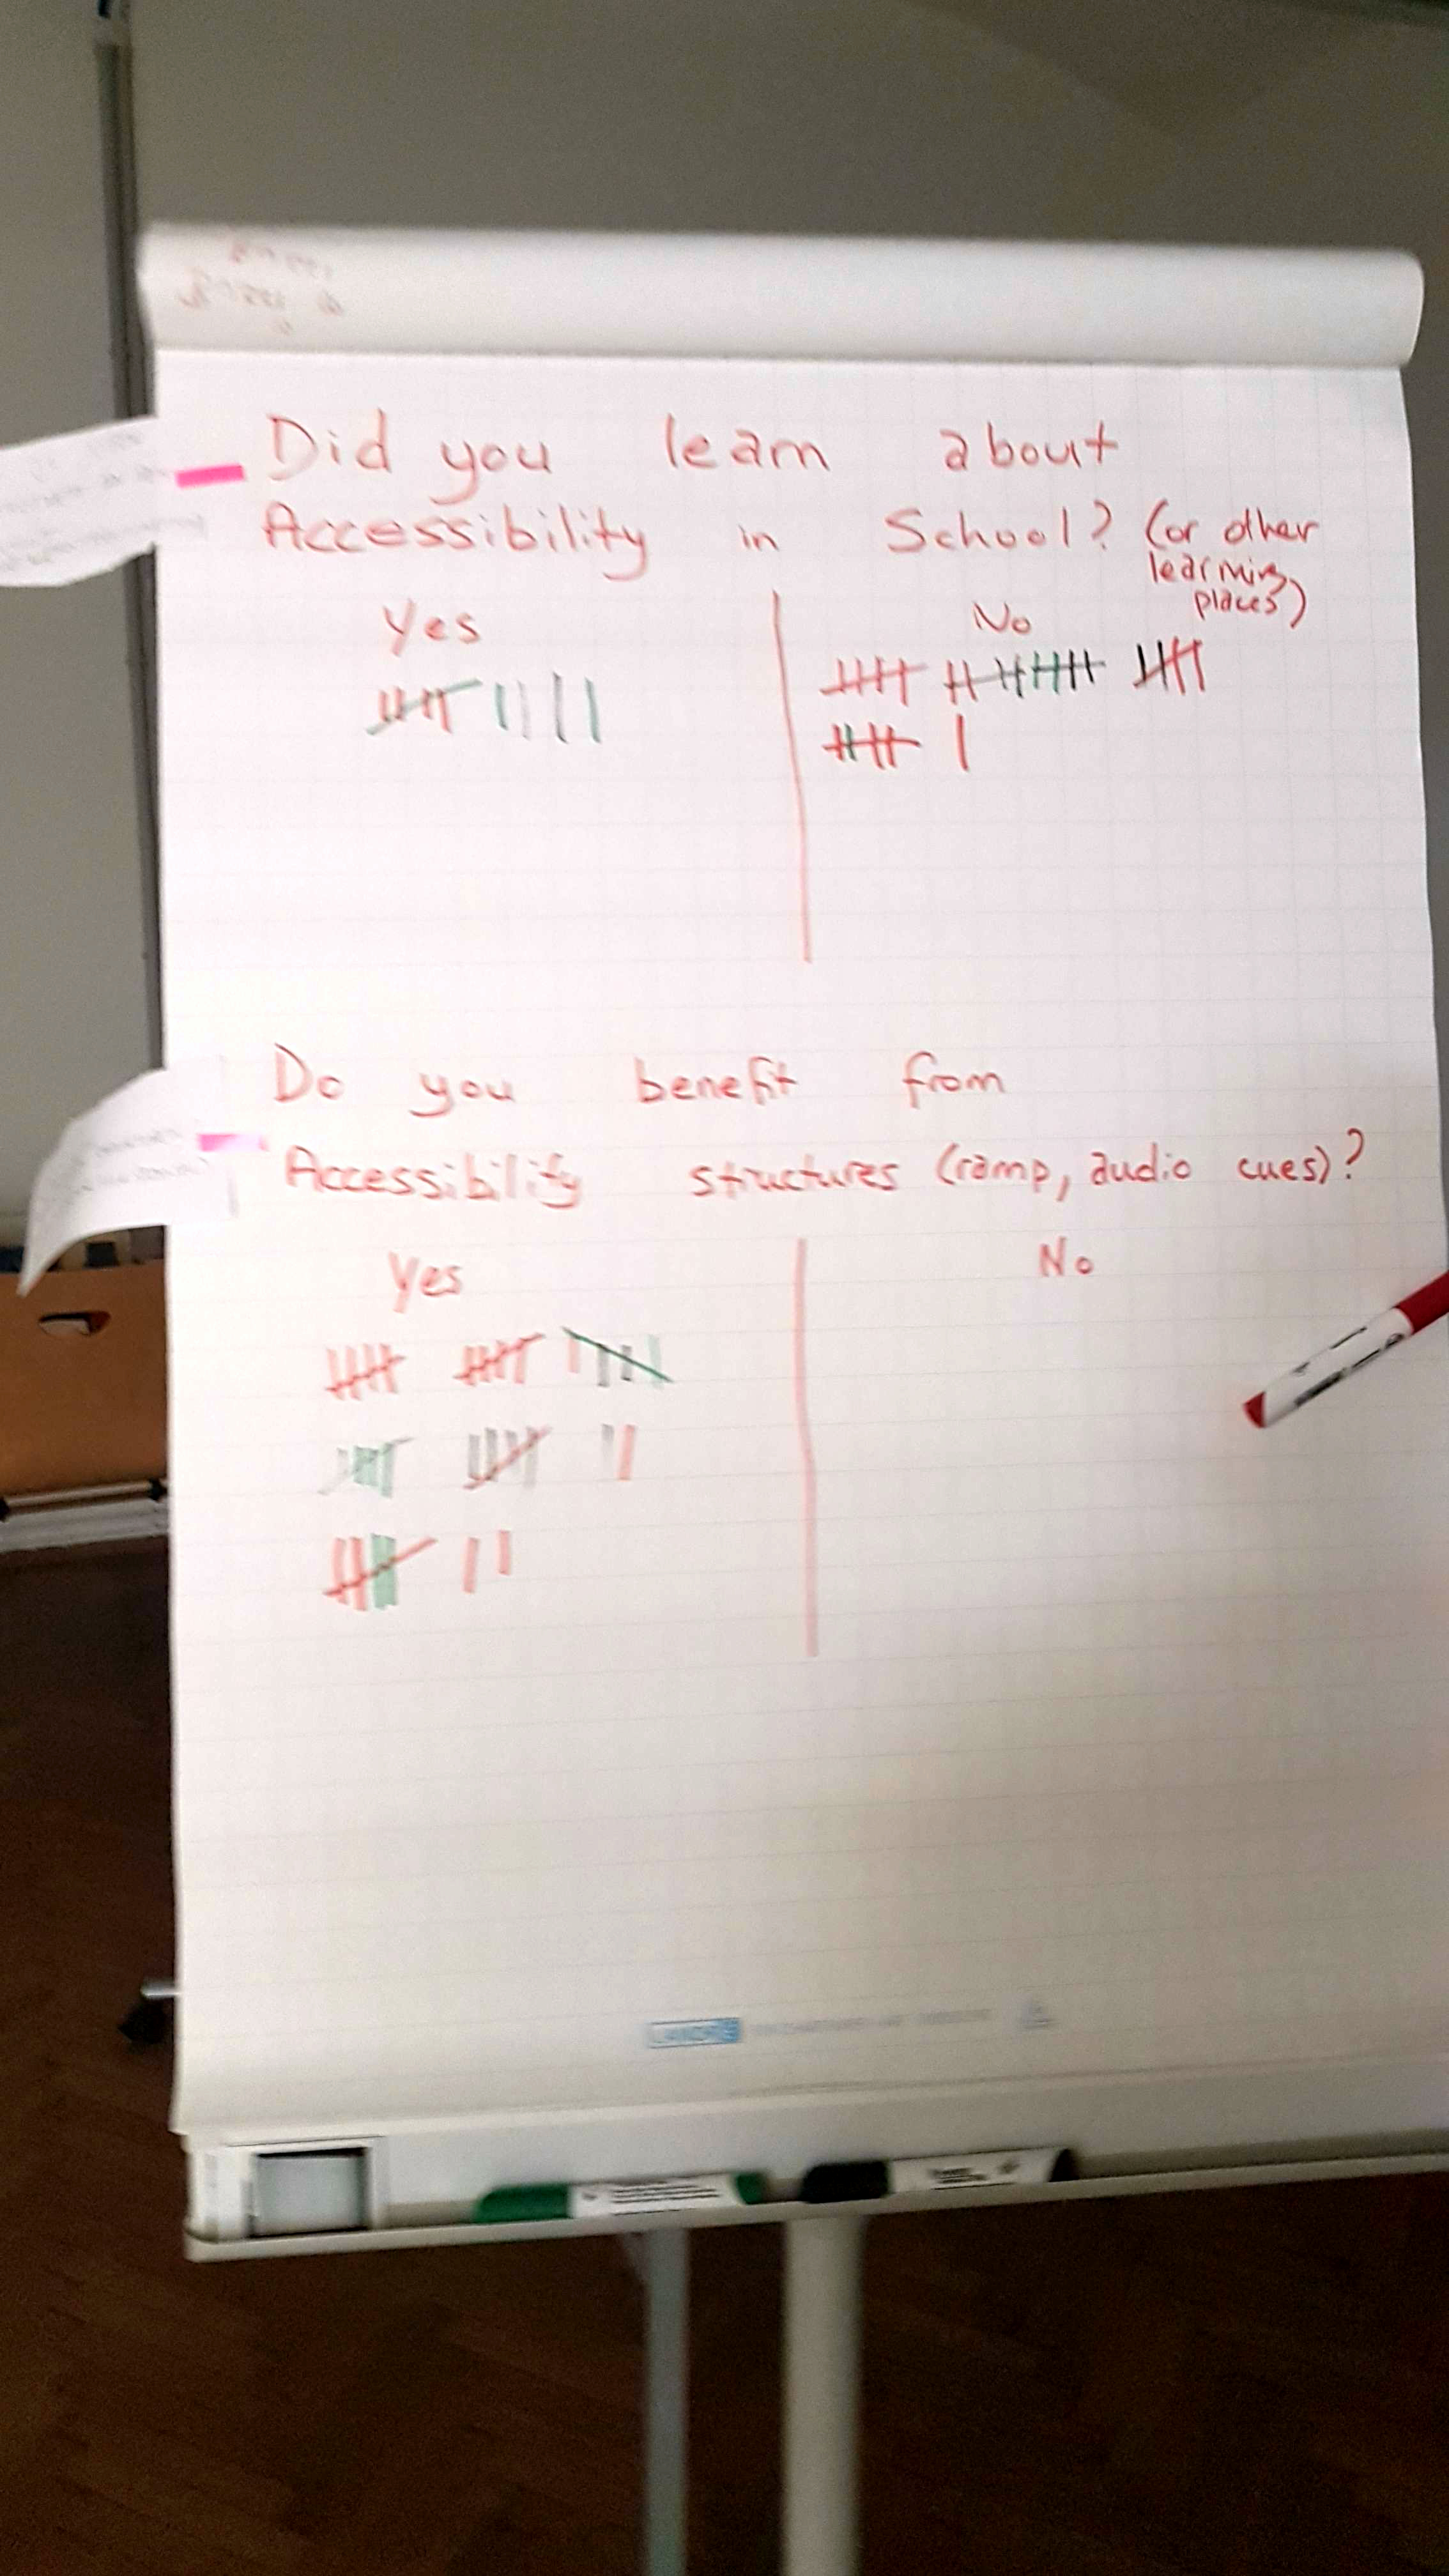 Did you learn about
Accessibility in School? (or other
learning
places)
Yes
No
Do you benefit from
Accessibility structures (ramp, audio cues)?
Yes
No